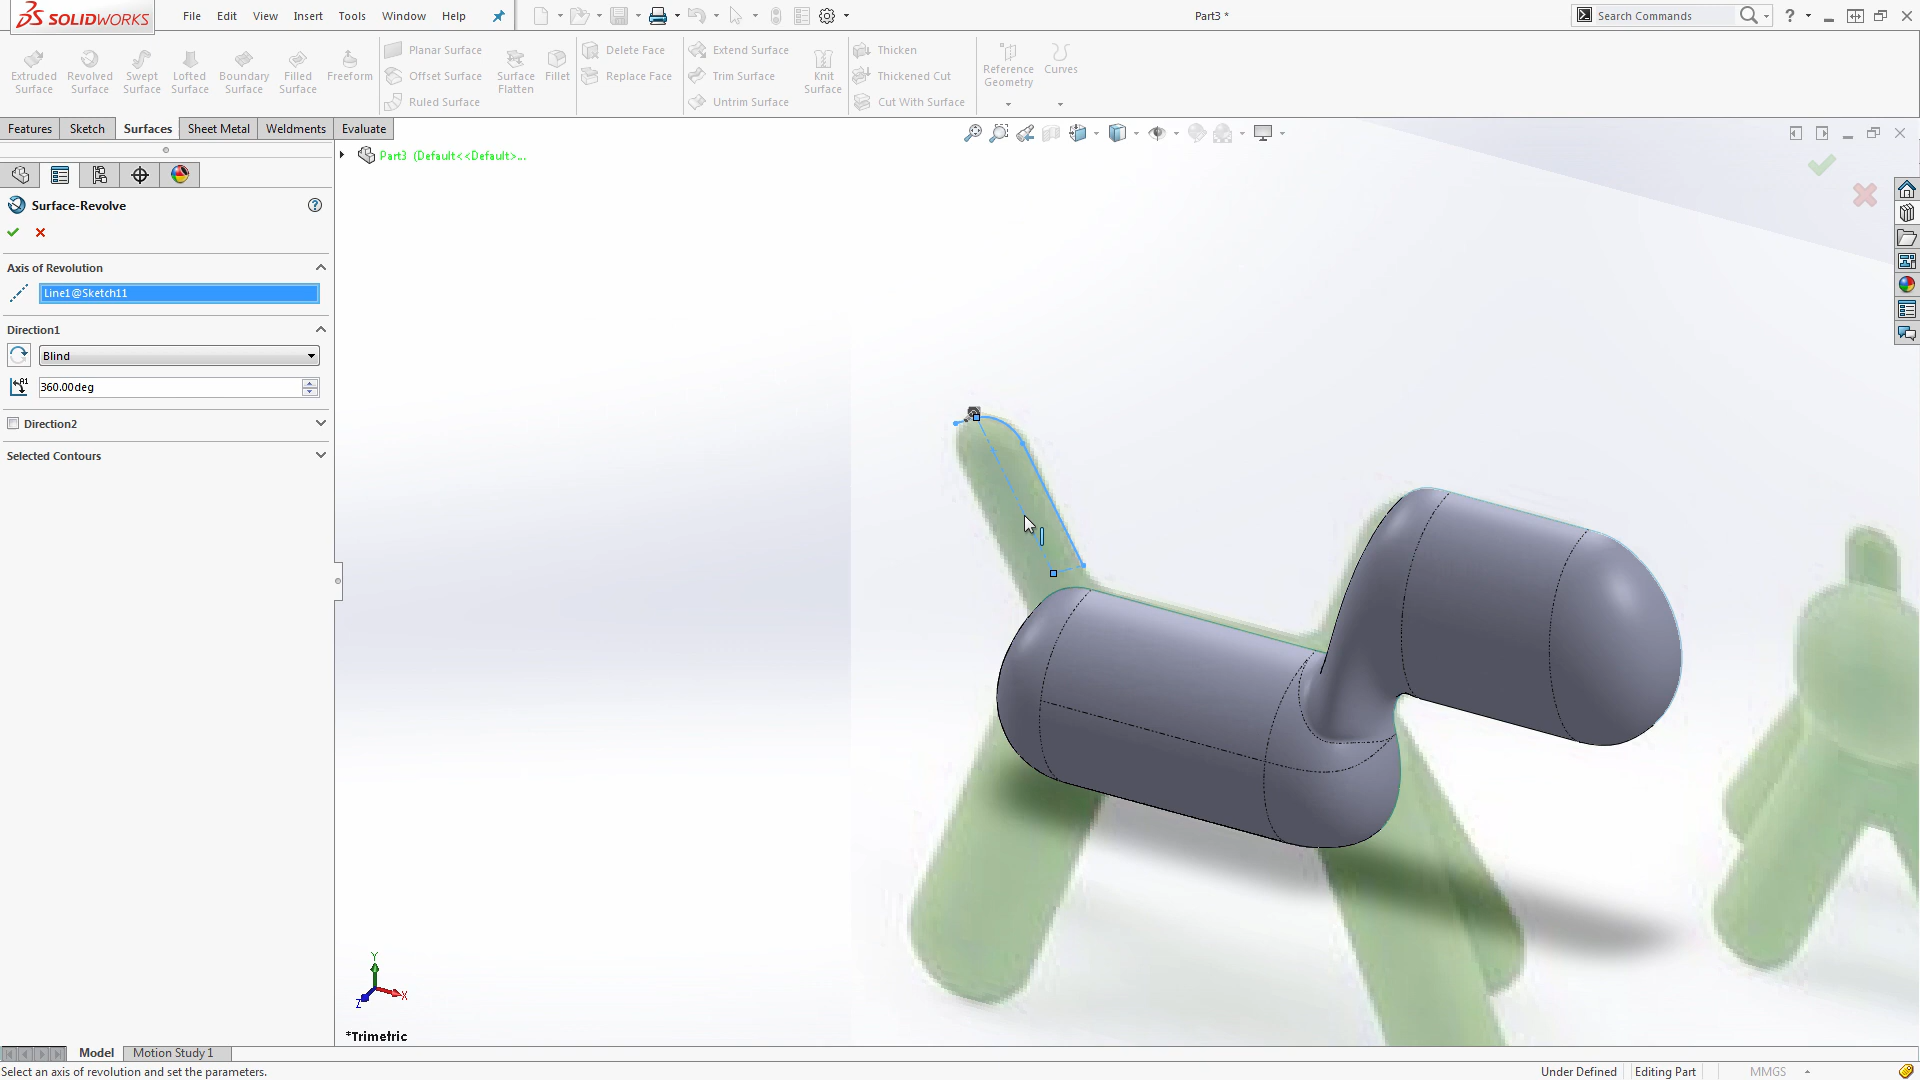 SOLIDWORKS
File Edit View Insert Tools Window Help
Part3 *
Search Commands
Extruded Surface
Revolved Surface
Swept Surface
Lofted Surface
Boundary Surface
Filled Surface
Freeform
Planar Surface
Offset Surface
Ruled Surface
Surface Flatten
Fillet
Delete Face
Replace Face
Extend Surface
Trim Surface
Untrim Surface
Knit Surface
Thicken
Thickened Cut
Cut With Surface
Reference Geometry
Curves
Features Sketch Surfaces Sheet Metal Weldments Evaluate
Part3 (Default<<Default>...
Surface-Revolve
Axis of Revolution
Line1@Sketch11
Direction1
Blind
360.00deg
Direction2
Selected Contours
Y
X
Z
*Trimetric
Model Motion Study 1
Select an axis of revolution and set the parameters.
Under Defined Editing Part MMGS